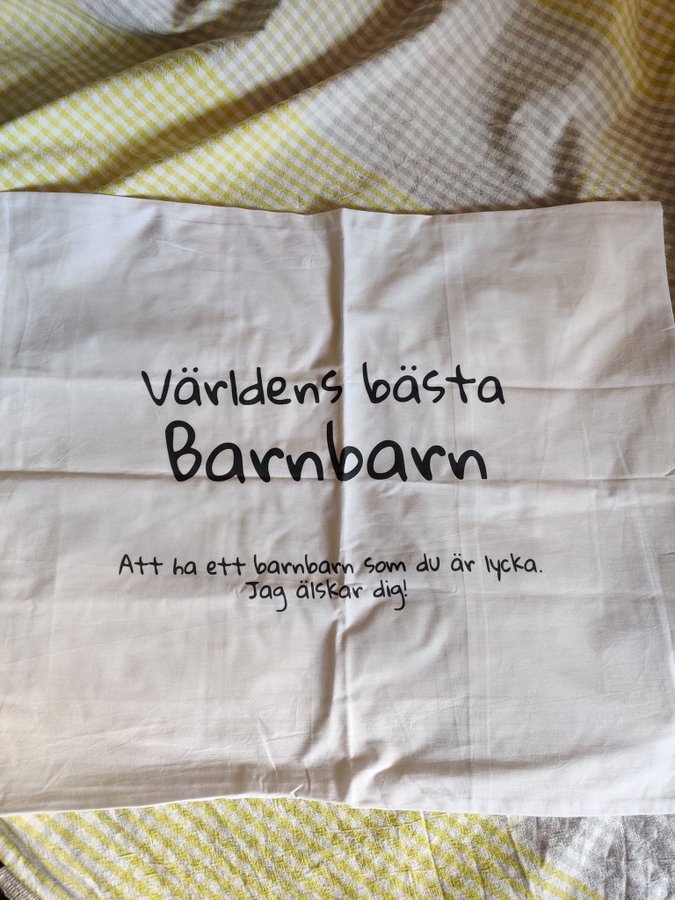 Världens bästa
Barnbarn
Att ha ett barnbarn som du är lycka.
Jag älskar dig!